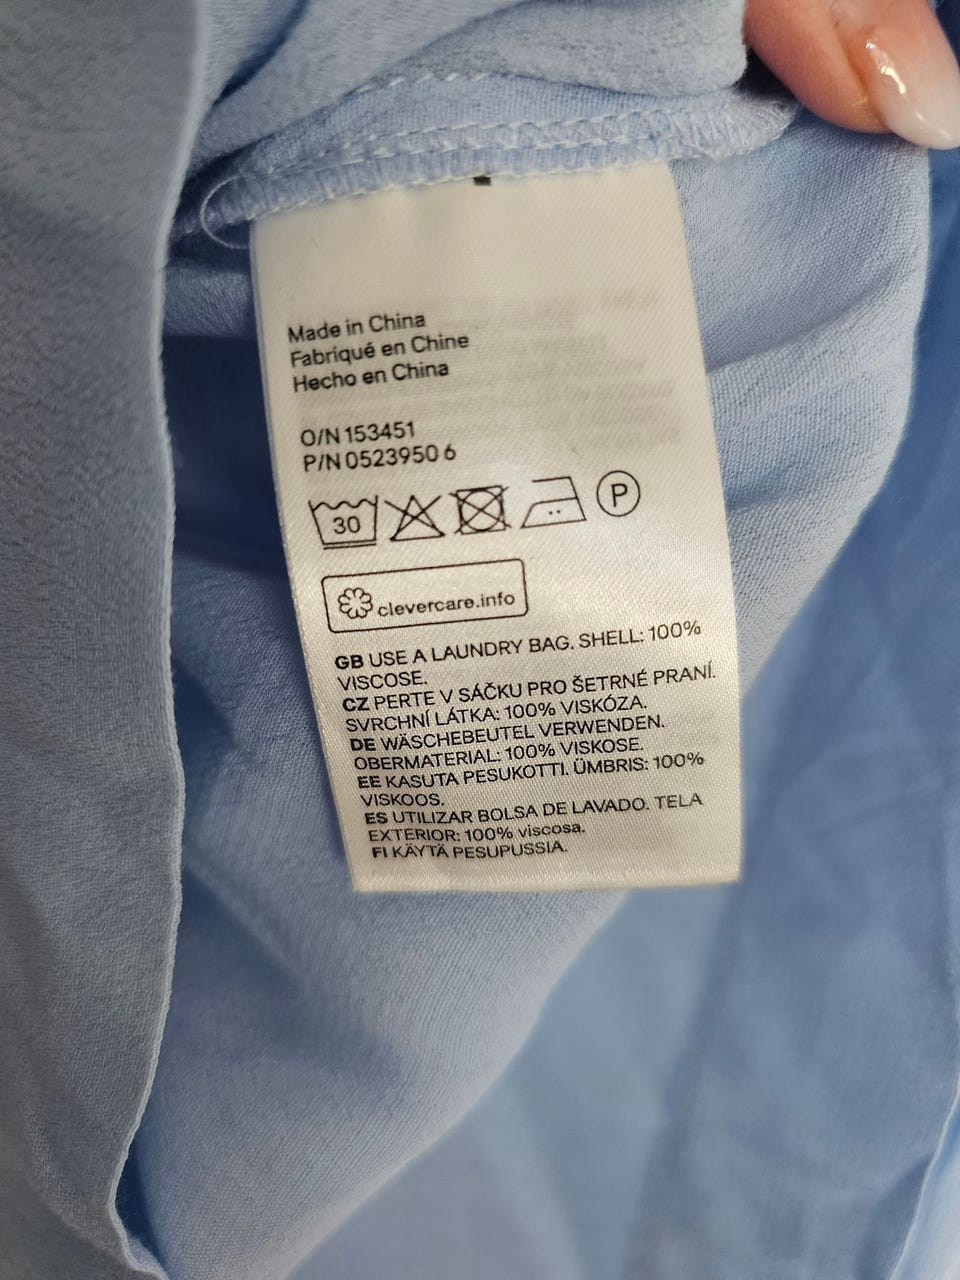 Made in China
Fabriqué en Chine
Hecho en China
O/N 153451
P/N 0523950 6
30 P
clevercare.info
GB USE A LAUNDRY BAG. SHELL: 100%
VISCOSE.
CZ PERTE V SÁČKU PRO ŠETRNÉ PRANÍ.
SVRCHNÍ LÁTKA: 100% VISKÓZA.
DE WÄSCHEBEUTEL VERWENDEN.
OBERMATERIAL: 100% VISKOSE.
EE KASUTA PESUKOTTI. ÜMBRIS: 100%
VISKOOS.
ES UTILIZAR BOLSA DE LAVADO. TELA
EXTERIOR: 100% viscosa.
FI KÄYTÄ PESUPUSSIA.